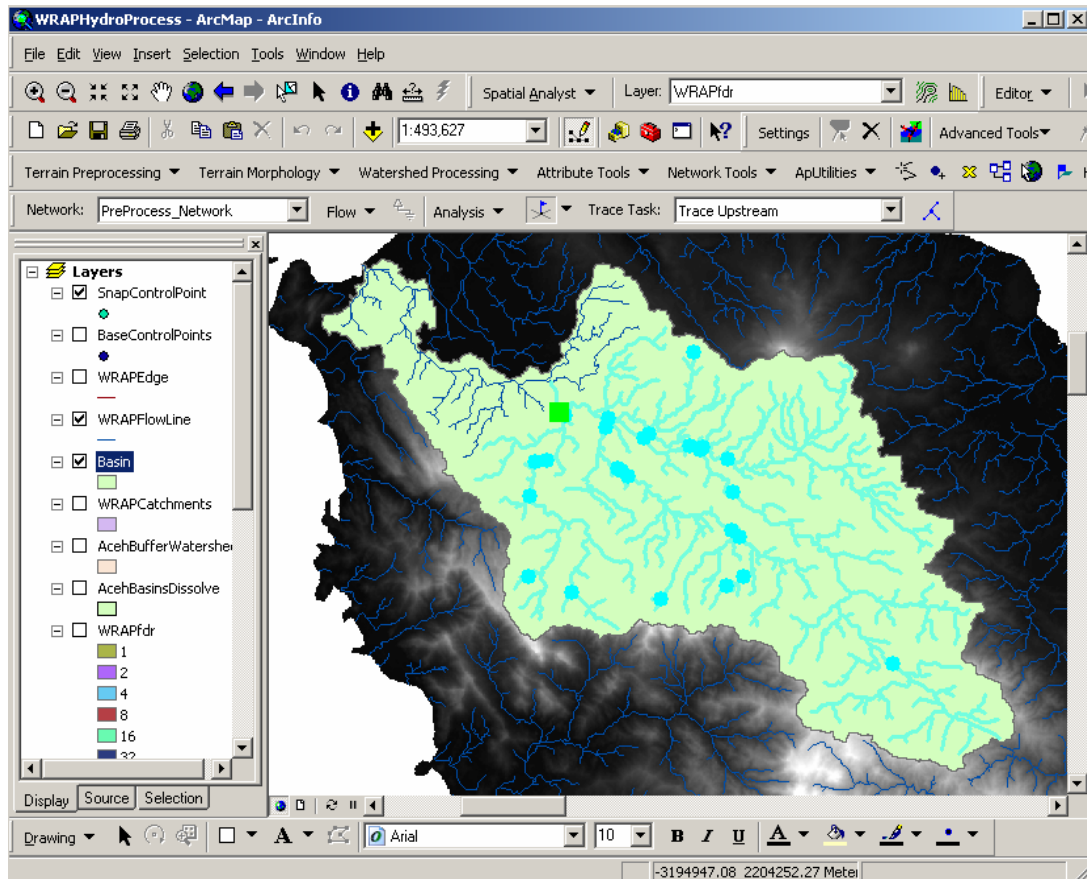 WRAPHydroProcess - ArcMap - ArcInfo
File Edit View Insert Selection Tools Window Help
Spatial Analyst Layer: WRAPfdr Editor
1:493,627 Settings Advanced Tools
Terrain Preprocessing Terrain Morphology Watershed Processing Attribute Tools Network Tools ApUtilities H
Network: PreProcess_Network Flow Analysis Trace Task: Trace Upstream
Layers
SnapControlPoint
BaseControlPoints
WRAPEdge
WRAPFlowLine
Basin
WRAPCatchments
AcehBufferWatershe
AcehBasinsDissolve
WRAPfdr
1
2
4
8
16
32
Display Source Selection
Drawing A Arial 10 B I U A
-3194947.08 2204252.27 Meter